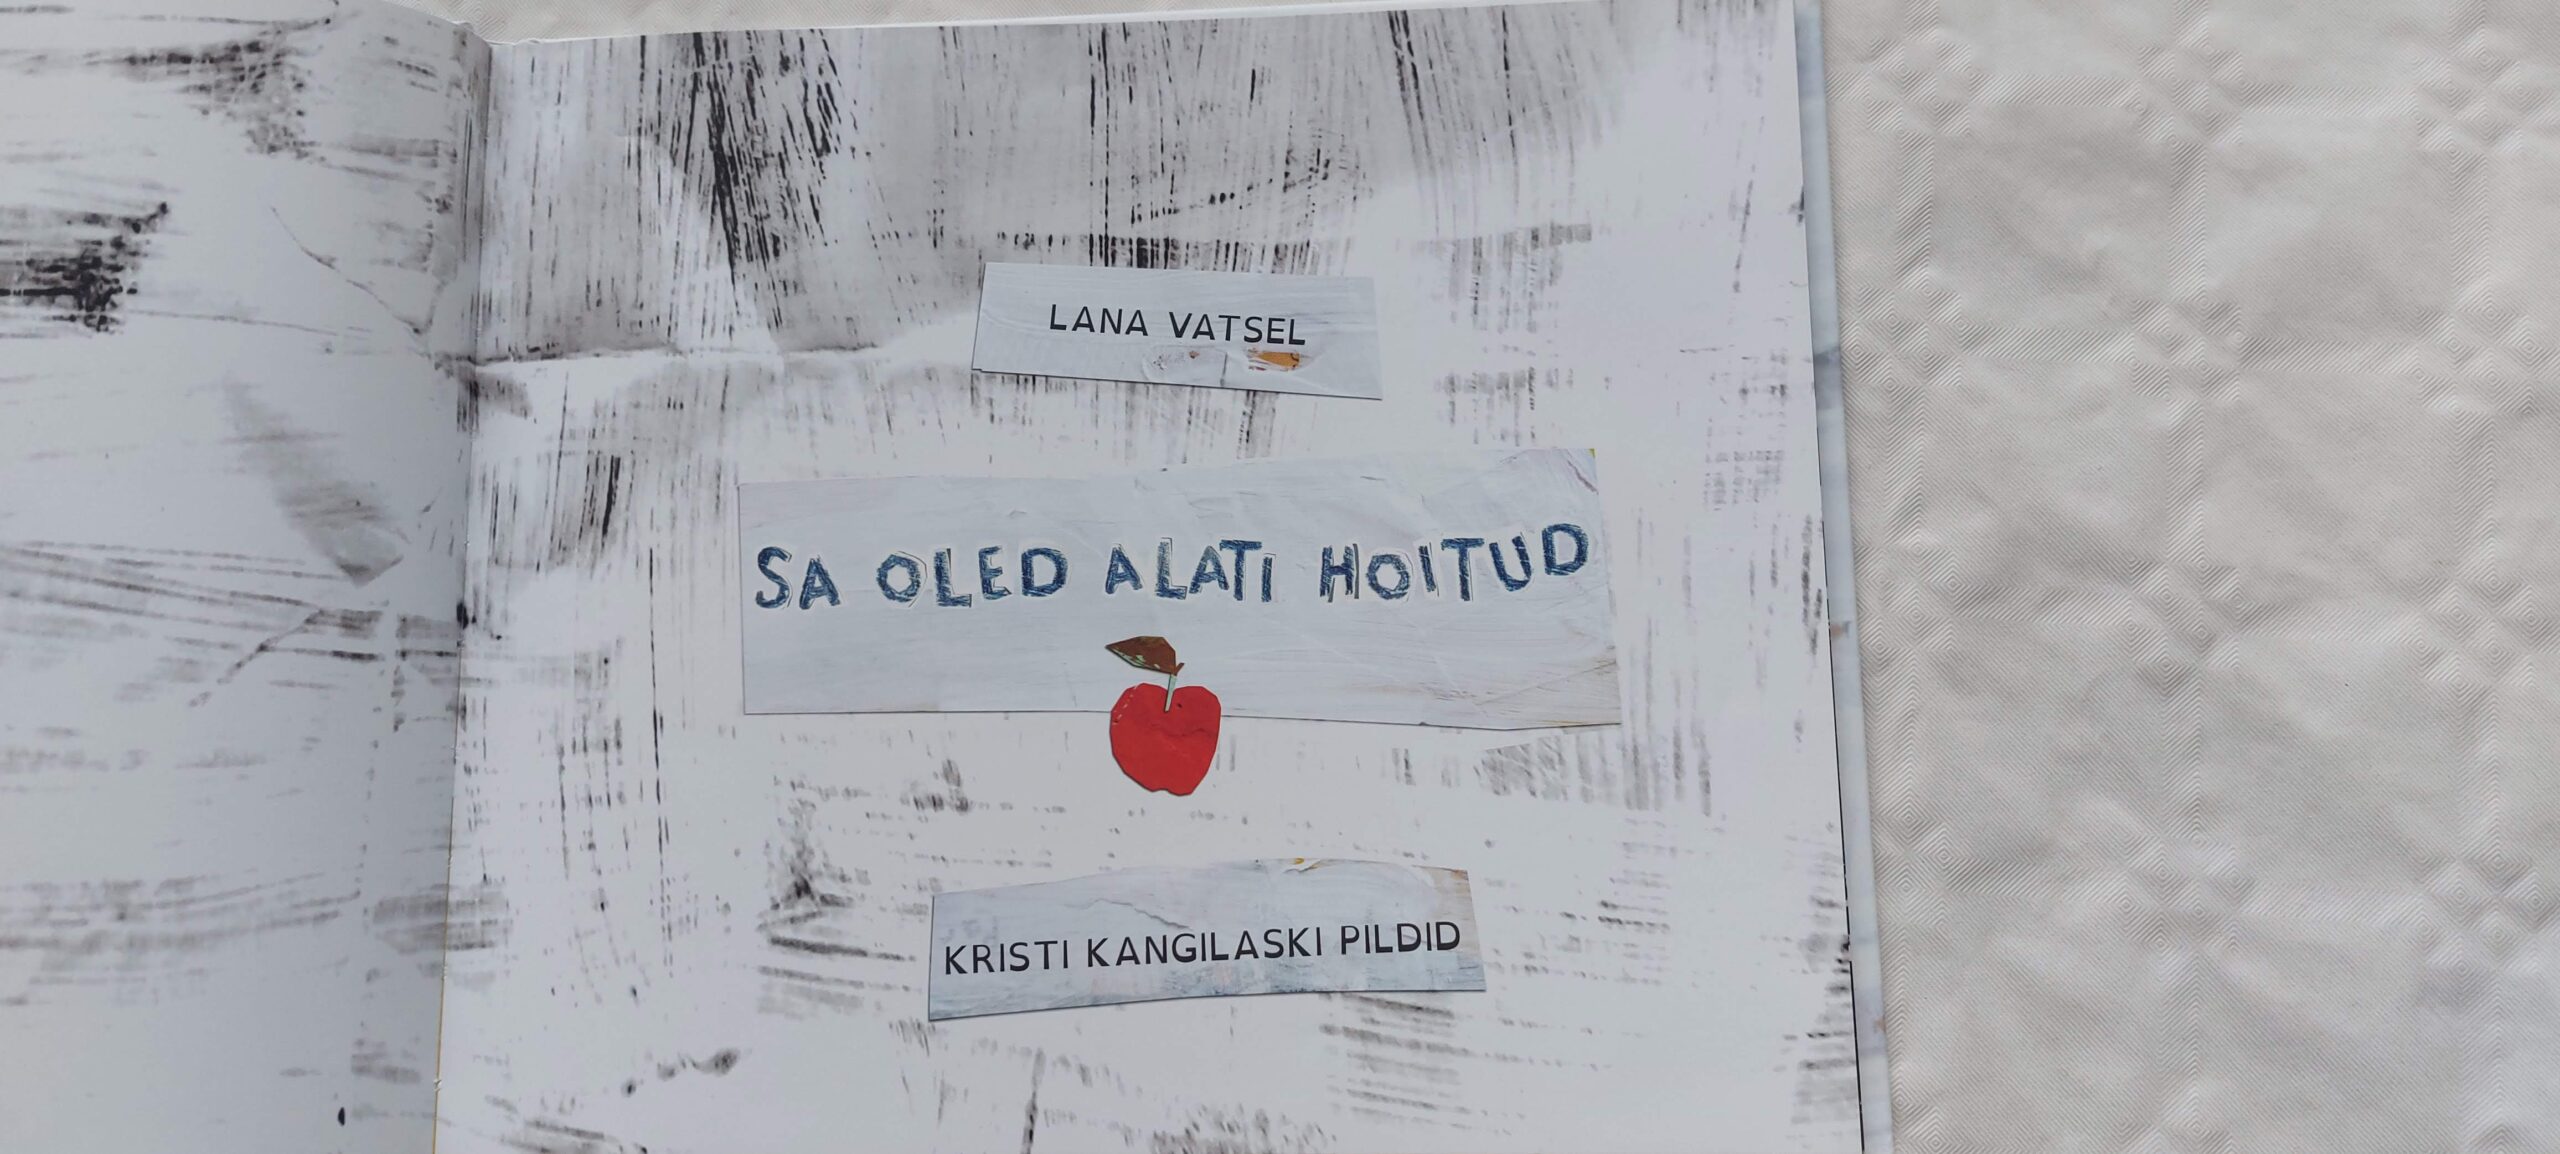 LANA VATSEL
SA OLED ALATI HOITUD
KRISTI KANGILASKI PILDID